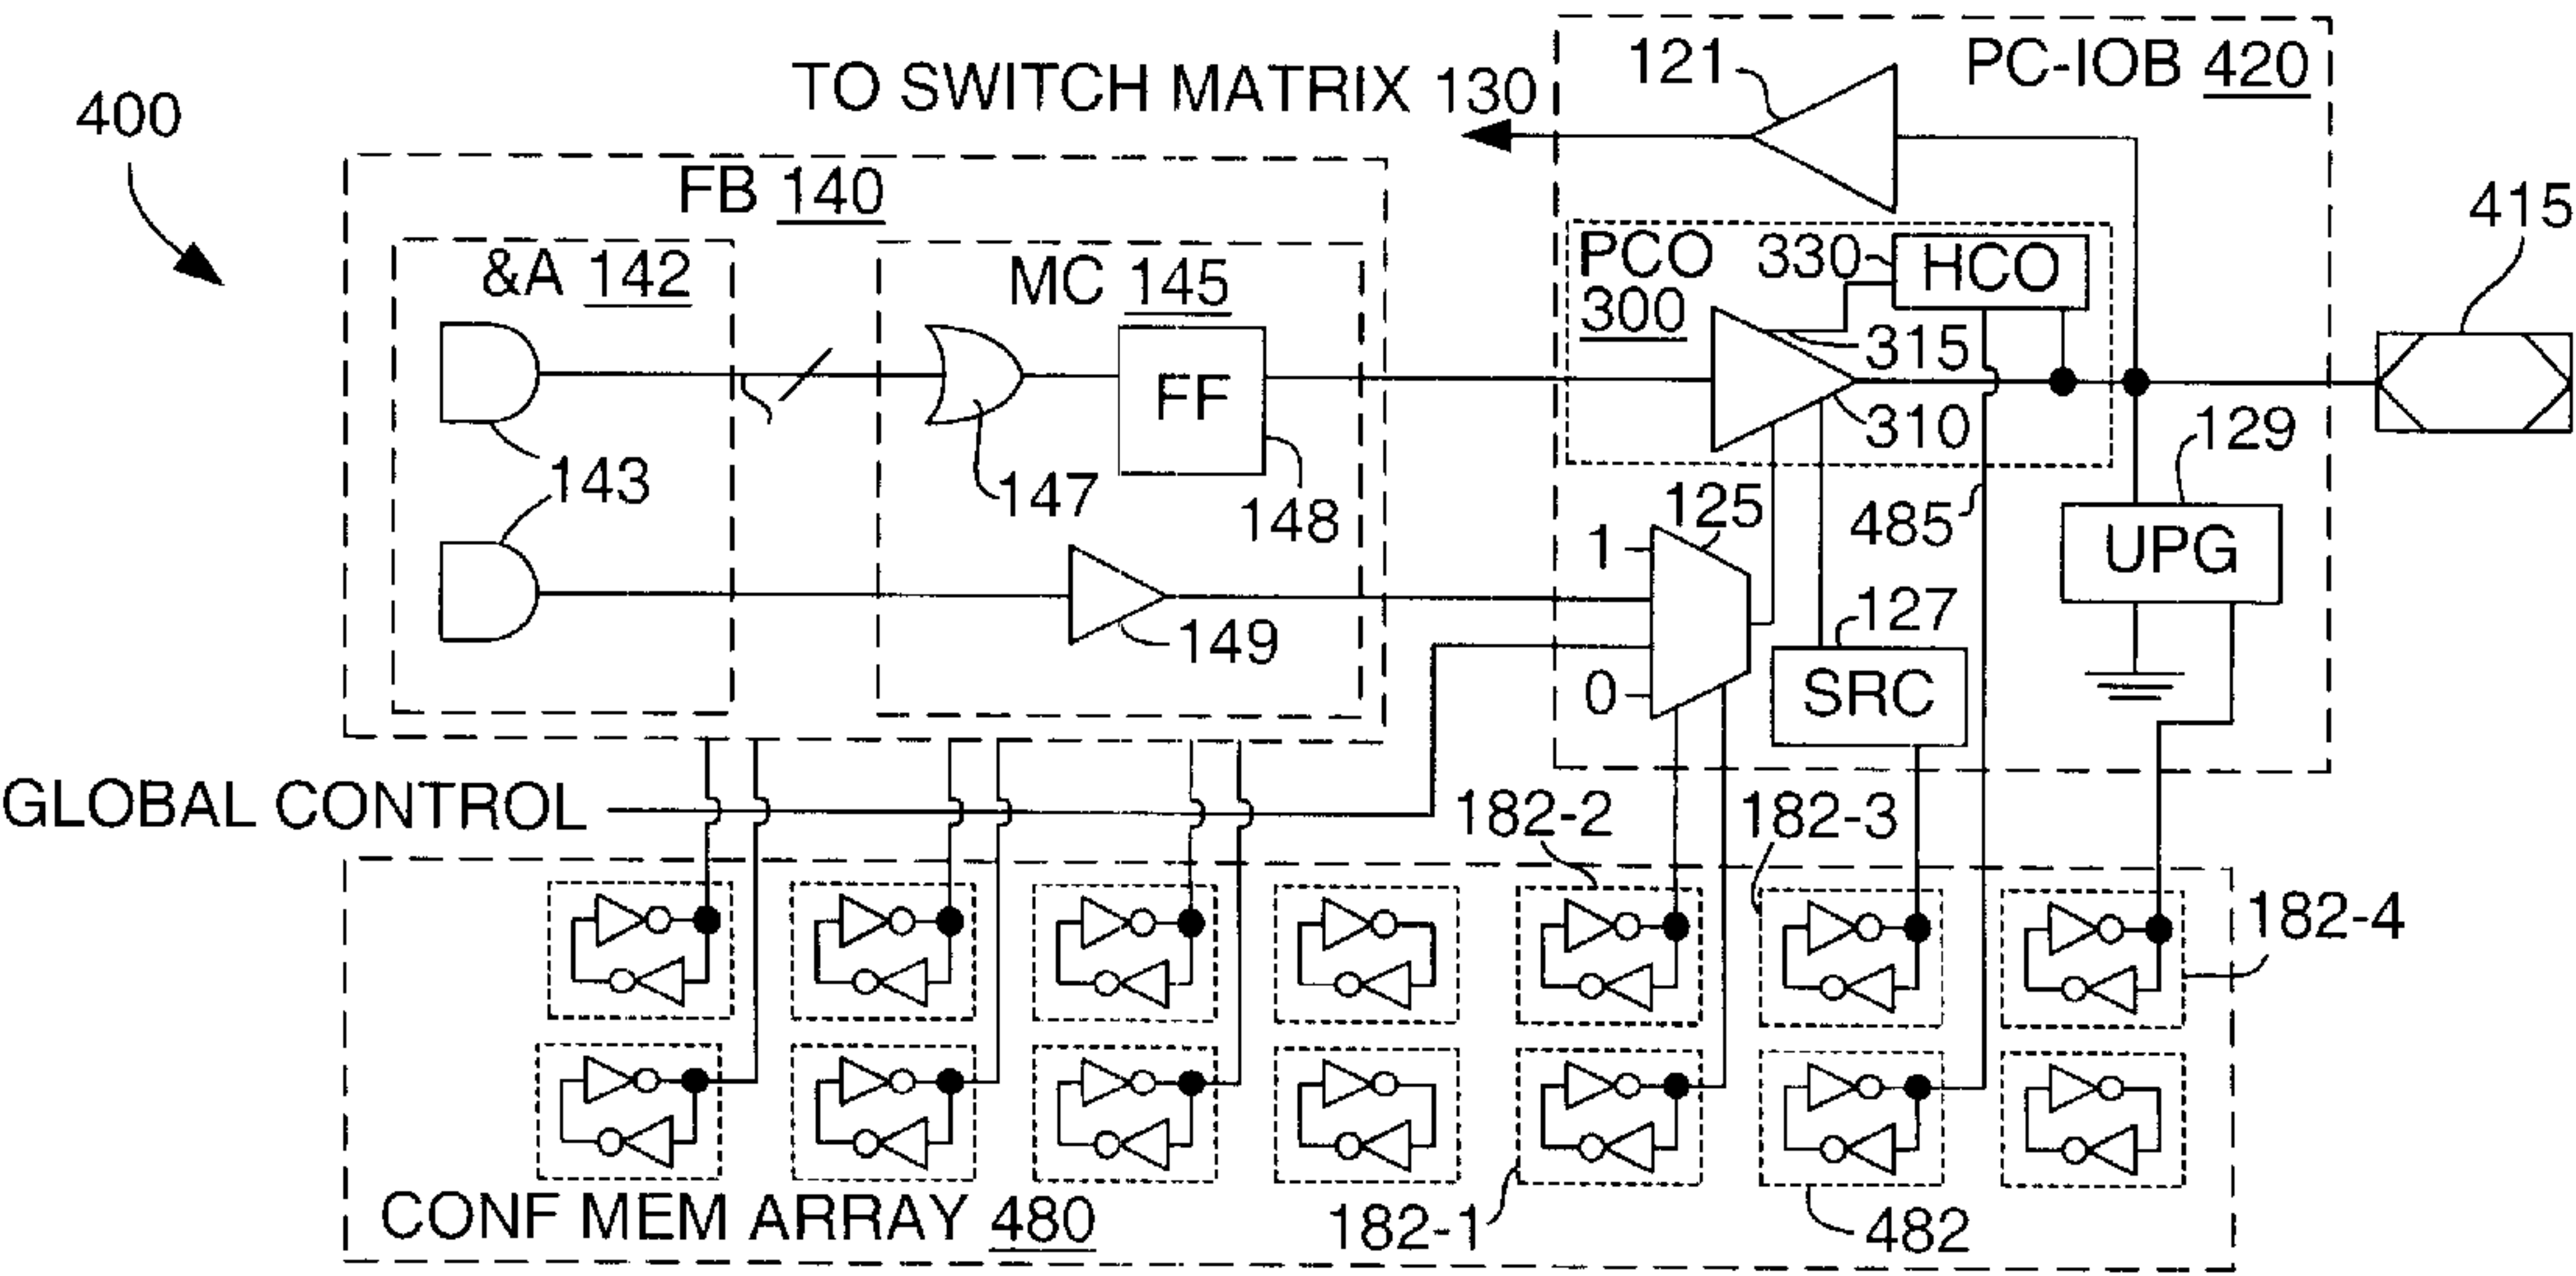 TO SWITCH MATRIX 130
121
PC-IOB 420
400
FB 140
415
&A 142
MC 145
PCO
300
330
HCO
315
FF
310
129
143
147
148
125
485
UPG
1
149
127
0
SRC
GLOBAL CONTROL
182-2
182-3
182-4
CONF MEM ARRAY 480
182-1
482